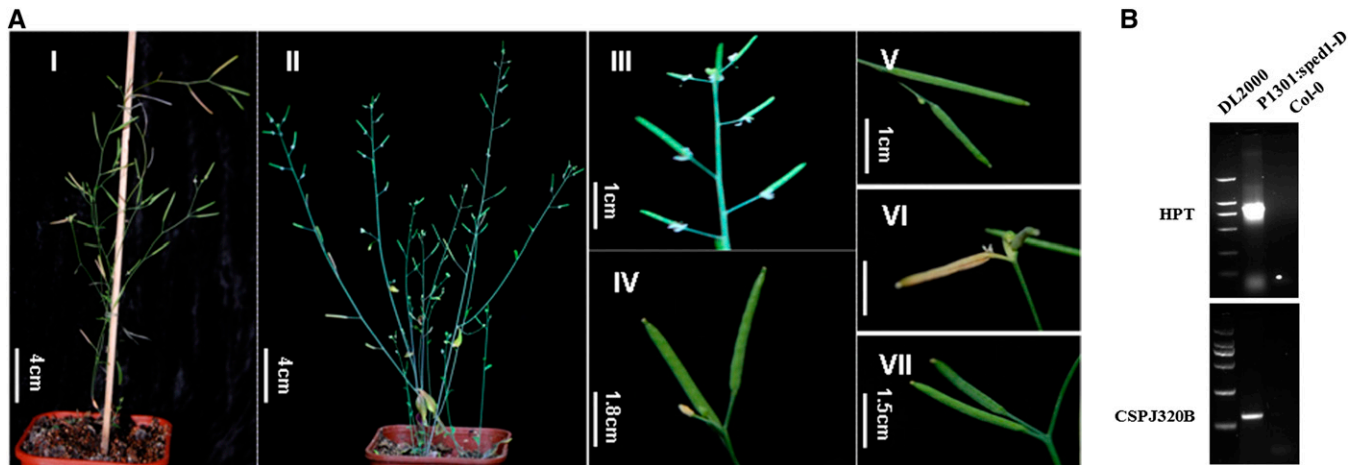 A
B
I
II
III
IV
V
VI
VII
4cm
4cm
1cm
1.8cm
1cm
1.5cm
DL2000
P1301:sped1-D
Col-0
HPT
CSPJ320B